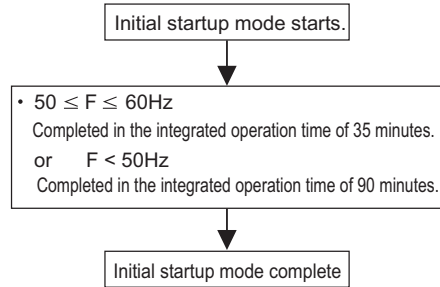 Initial startup mode starts.
• 50 ≤ F ≤ 60Hz
Completed in the integrated operation time of 35 minutes.
or F < 50Hz
Completed in the integrated operation time of 90 minutes.
Initial startup mode complete